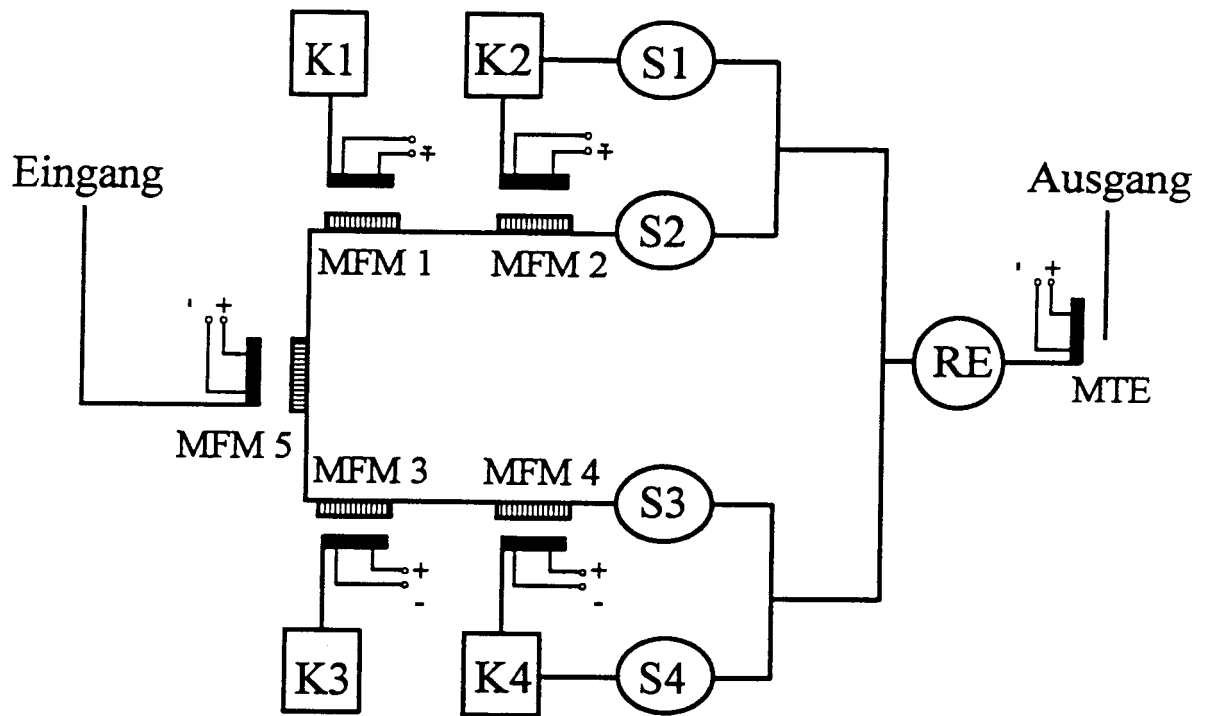 K1
K2
S1
+
-
+
-
Eingang
Ausgang
S2
MFM 1
MFM 2
- +
- +
RE
MTE
MFM 5
MFM 3
MFM 4
S3
+
-
+
-
K3
K4
S4